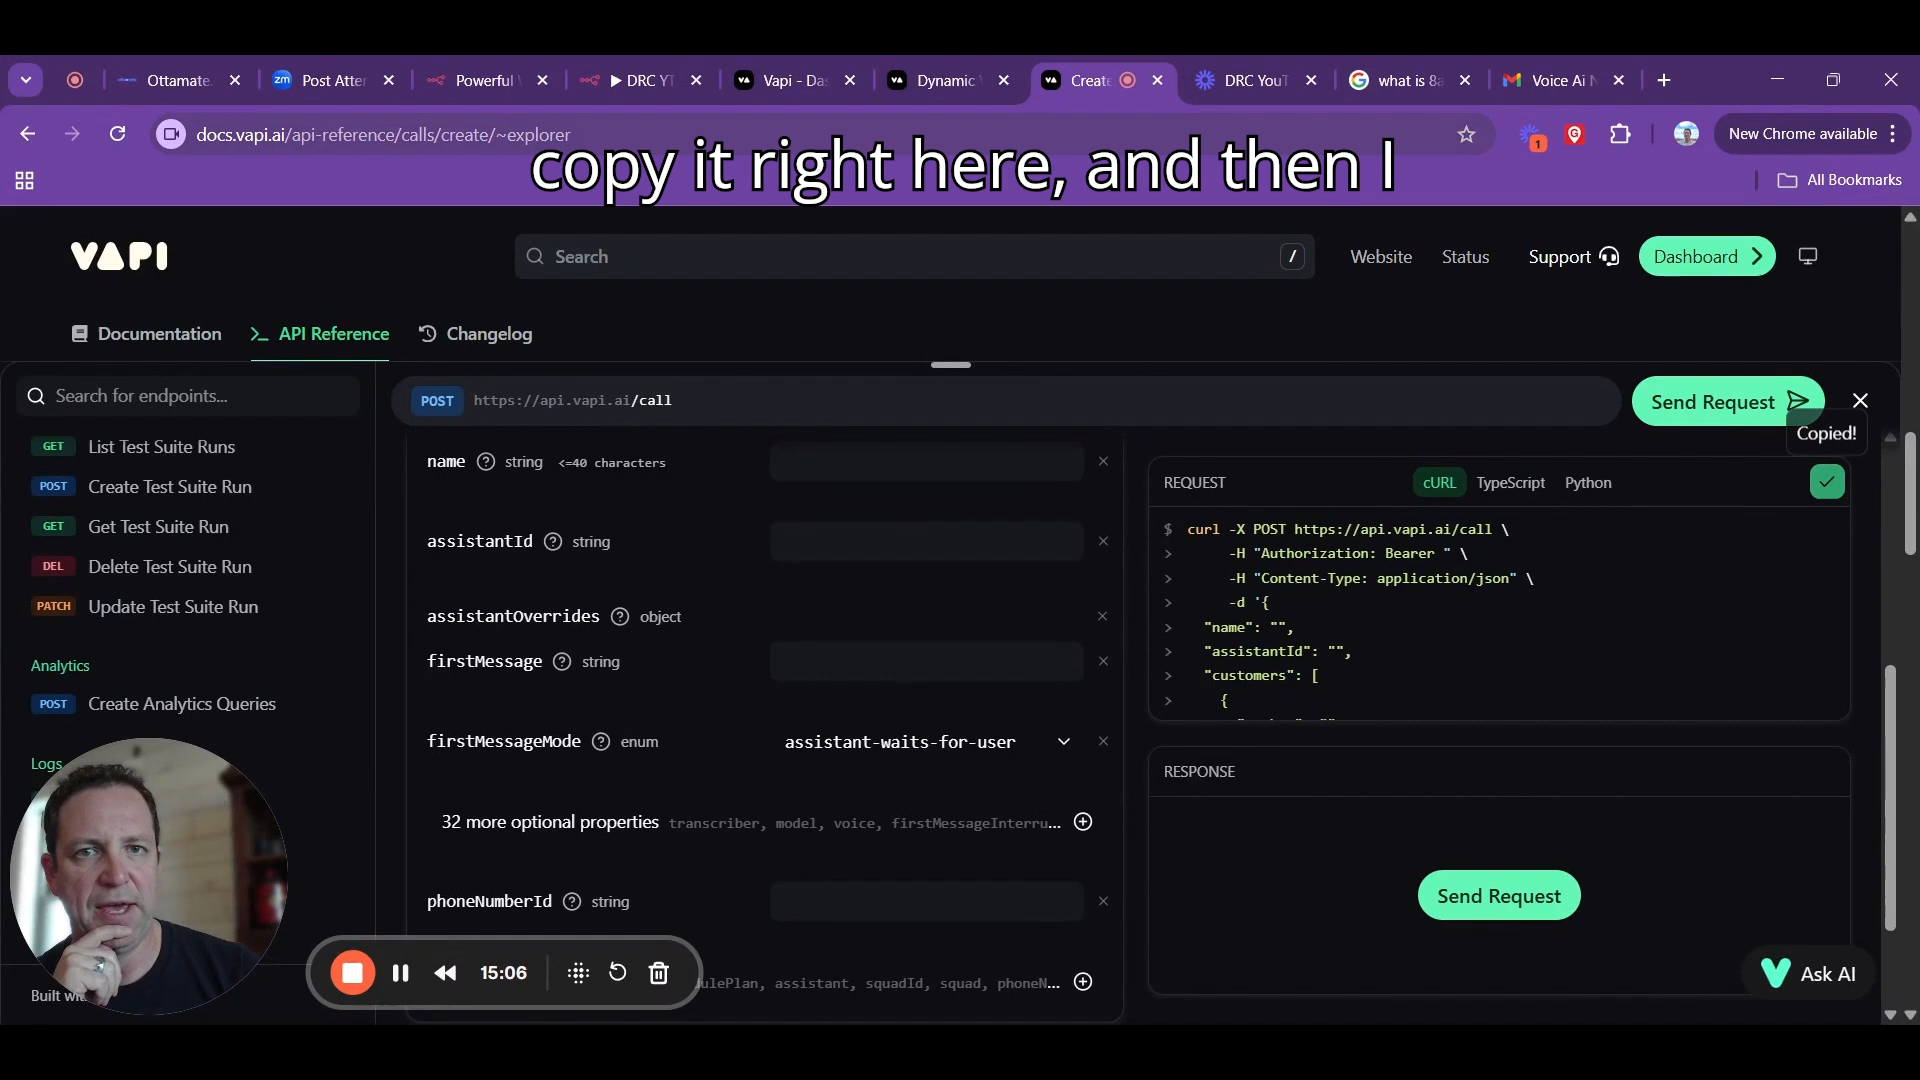 Ottamate.
zm Post Atter
Powerful
DRC YT
Vapi - Das
Dynamic
Create
DRC YouT
what is 8a
Voice Ai N
docs.vapi.ai/api-reference/calls/create/~explorer
1
New Chrome available
copy it right here, and then I
All Bookmarks
VAPI
Search
/
Website
Status
Support
Dashboard
Documentation
API Reference
Changelog
Search for endpoints...
POST https://api.vapi.ai/call
Send Request
Copied!
GET List Test Suite Runs
POST Create Test Suite Run
GET Get Test Suite Run
DEL Delete Test Suite Run
PATCH Update Test Suite Run
Analytics
POST Create Analytics Queries
Logs
name string <=40 characters
assistantId string
assistantOverrides object
firstMessage string
firstMessageMode enum assistant-waits-for-user
32 more optional properties transcriber, model, voice, firstMessageInterru...
phoneNumberId string
ulePlan, assistant, squadId, squad, phoneN...
REQUEST
cURL TypeScript Python
$ curl -X POST https://api.vapi.ai/call \
> -H "Authorization: Bearer " \
> -H "Content-Type: application/json" \
> -d '{
> "name": "",
> "assistantId": "",
> "customers": [
> {
RESPONSE
Send Request
Ask AI
15:06
Built wit